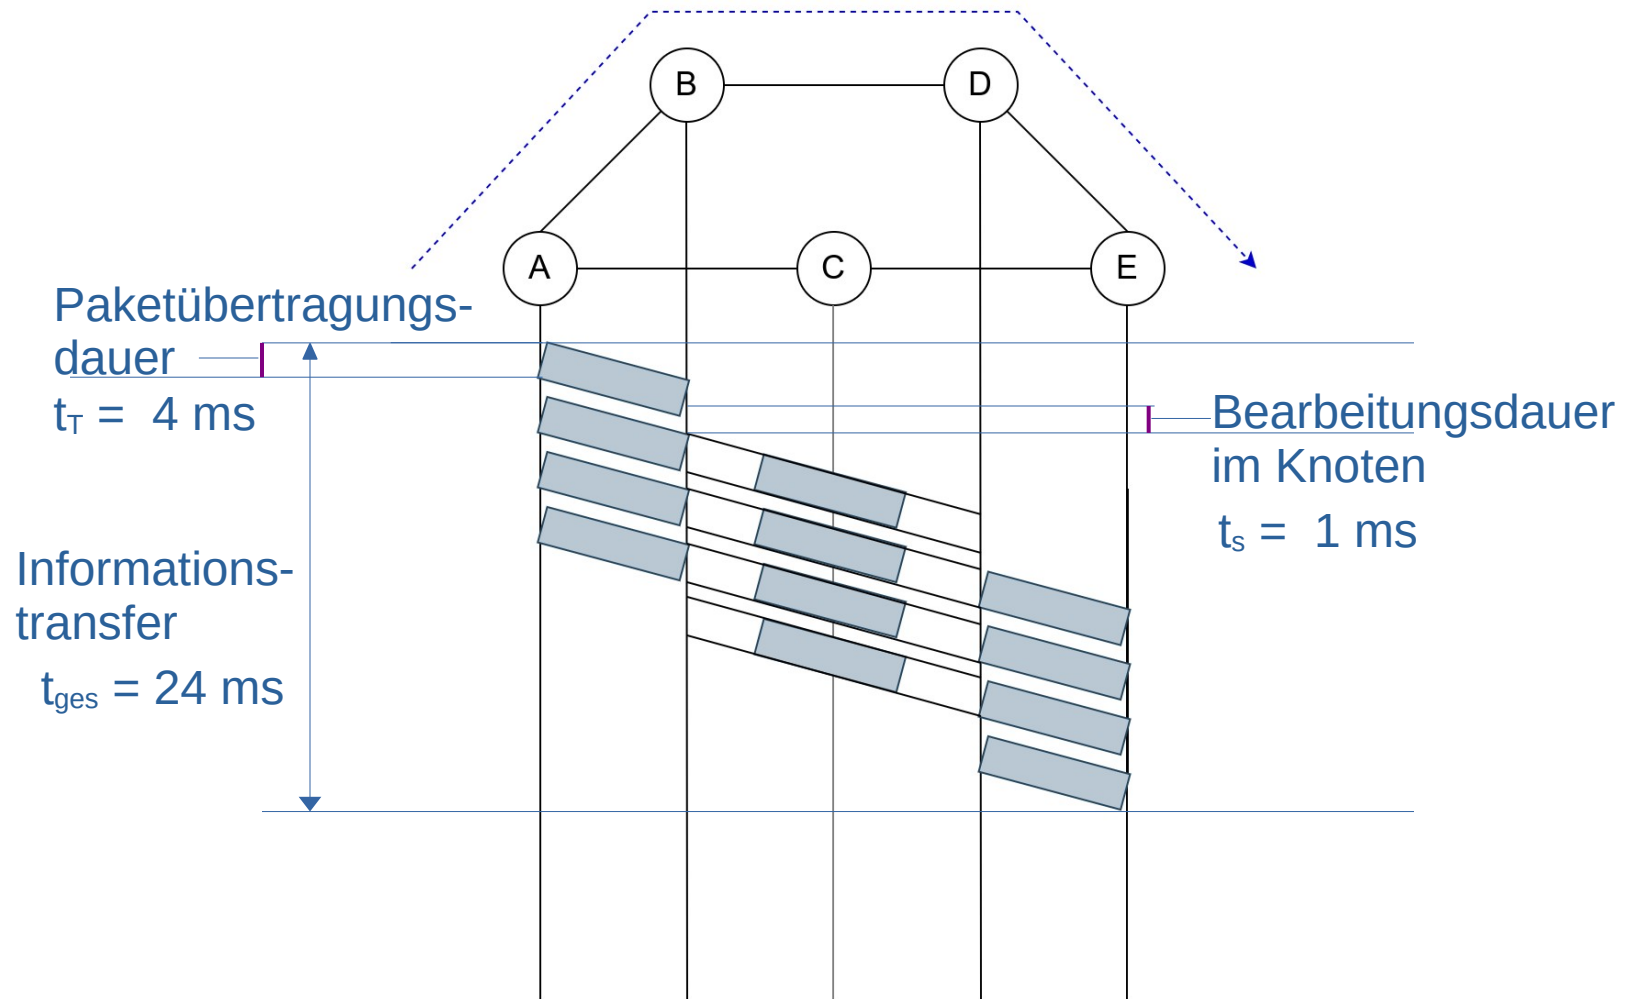 B
D
A
C
E
Paketübertragungs-
dauer
tT = 4 ms
Bearbeitungsdauer
im Knoten
ts = 1 ms
Informations-
transfer
tges = 24 ms